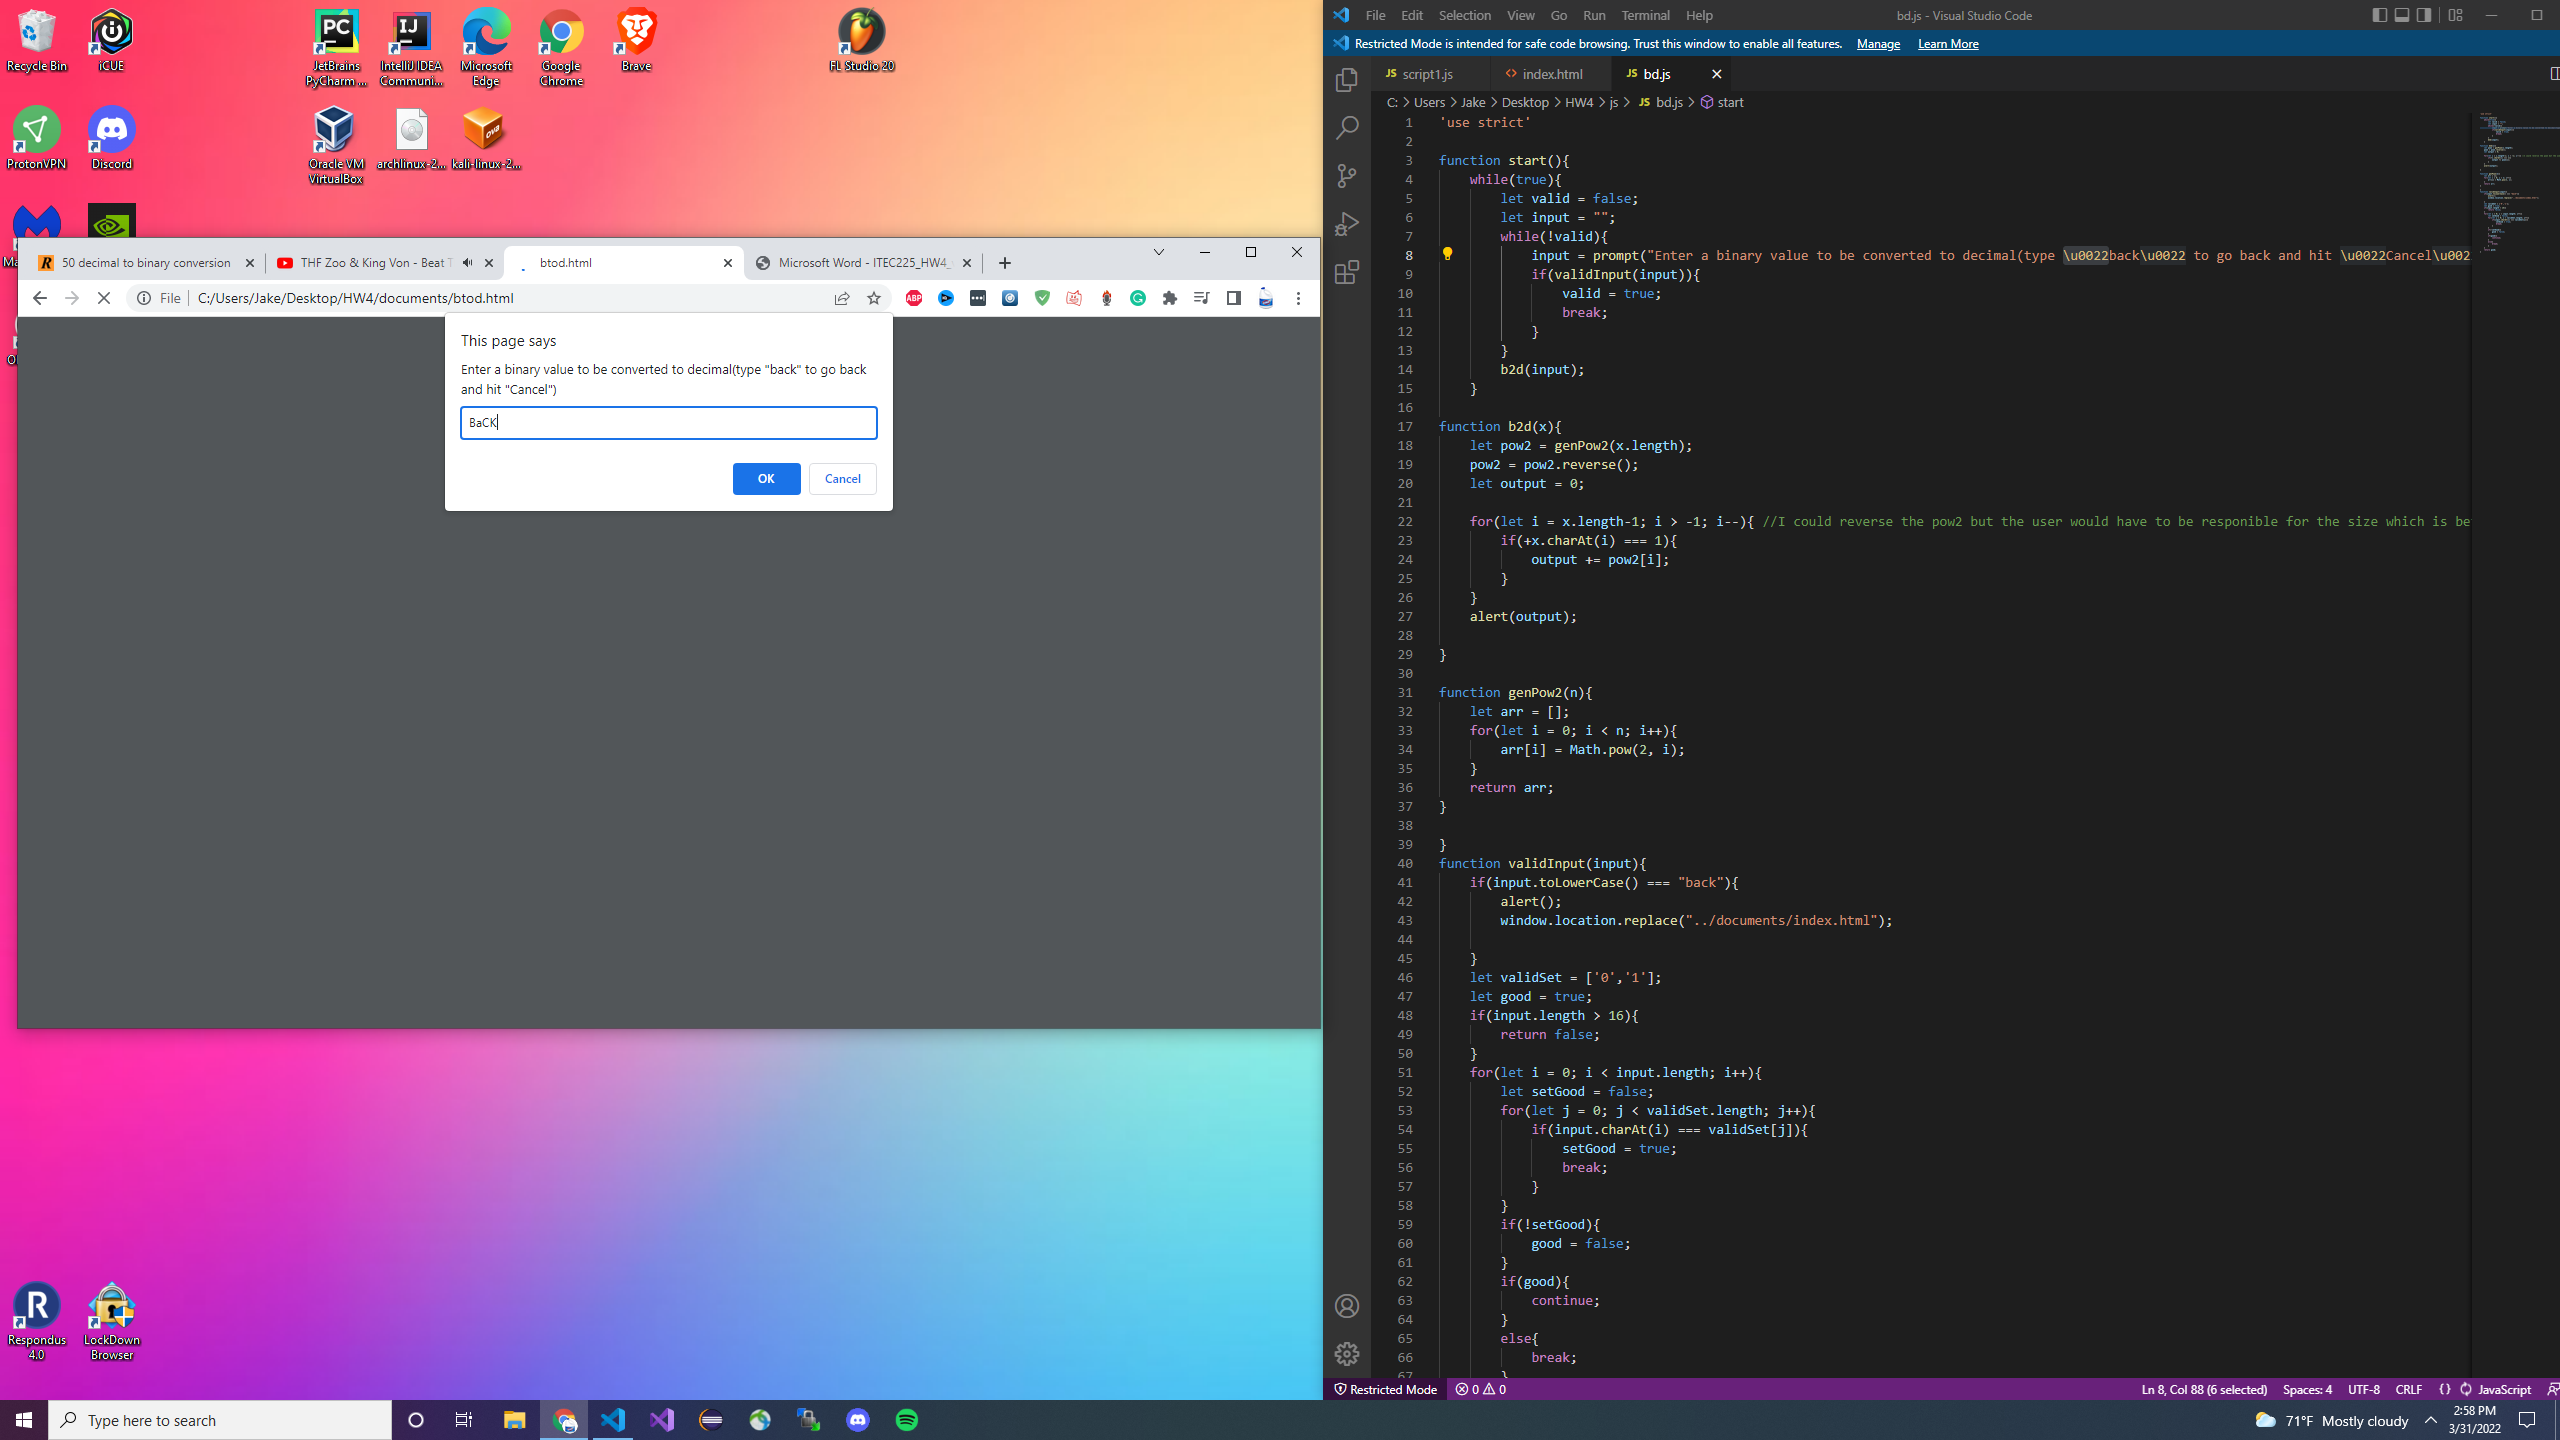 Recycle Bin
iCUE
JetBrains
PyCharm ...
IntelliJ IDEA
Communi...
Microsoft
Edge
Google
Chrome
Brave
FL Studio 20
ProtonVPN
Discord
Oracle VM
VirtualBox
archlinux-2...
kali-linux-2...
50 decimal to binary conversion
THF Zoo & King Von - Beat T
btod.html
Microsoft Word - ITEC225_HW4_
File
C:/Users/Jake/Desktop/HW4/documents/btod.html
ABP
This page says
Enter a binary value to be converted to decimal(type "back" to go back
and hit "Cancel")
BaCK
OK
Cancel
Respondus
4.0
LockDown
Browser
File Edit Selection View Go Run Terminal Help
bd.js - Visual Studio Code
Restricted Mode is intended for safe code browsing. Trust this window to enable all features. Manage Learn More
JS script1.js
<> index.html
JS bd.js
C: > Users > Jake > Desktop > HW4 > js > JS bd.js > start
1 'use strict'
2
3 function start(){
4 while(true){
5 let valid = false;
6 let input = "";
7 while(!valid){
8 input = prompt("Enter a binary value to be converted to decimal(type \u0022back\u0022 to go back and hit \u0022Cancel\u002
9 if(validInput(input)){
10 valid = true;
11 break;
12 }
13 }
14 b2d(input);
15 }
16
17 function b2d(x){
18 let pow2 = genPow2(x.length);
19 pow2 = pow2.reverse();
20 let output = 0;
21
22 for(let i = x.length-1; i > -1; i--){ //I could reverse the pow2 but the user would have to be responible for the size which is be
23 if(+x.charAt(i) === 1){
24 output += pow2[i];
25 }
26 }
27 alert(output);
28
29 }
30
31 function genPow2(n){
32 let arr = [];
33 for(let i = 0; i < n; i++){
34 arr[i] = Math.pow(2, i);
35 }
36 return arr;
37 }
38
39 }
40 function validInput(input){
41 if(input.toLowerCase() === "back"){
42 alert();
43 window.location.replace("../documents/index.html");
44
45 }
46 let validSet = ['0','1'];
47 let good = true;
48 if(input.length > 16){
49 return false;
50 }
51 for(let i = 0; i < input.length; i++){
52 let setGood = false;
53 for(let j = 0; j < validSet.length; j++){
54 if(input.charAt(i) === validSet[j]){
55 setGood = true;
56 break;
57 }
58 }
59 if(!setGood){
60 good = false;
61 }
62 if(good){
63 continue;
64 }
65 else{
66 break;
67 }
Restricted Mode
0 0
Ln 8, Col 88 (6 selected) Spaces: 4 UTF-8 CRLF {} JavaScript
Type here to search
71°F Mostly cloudy
2:58 PM
3/31/2022